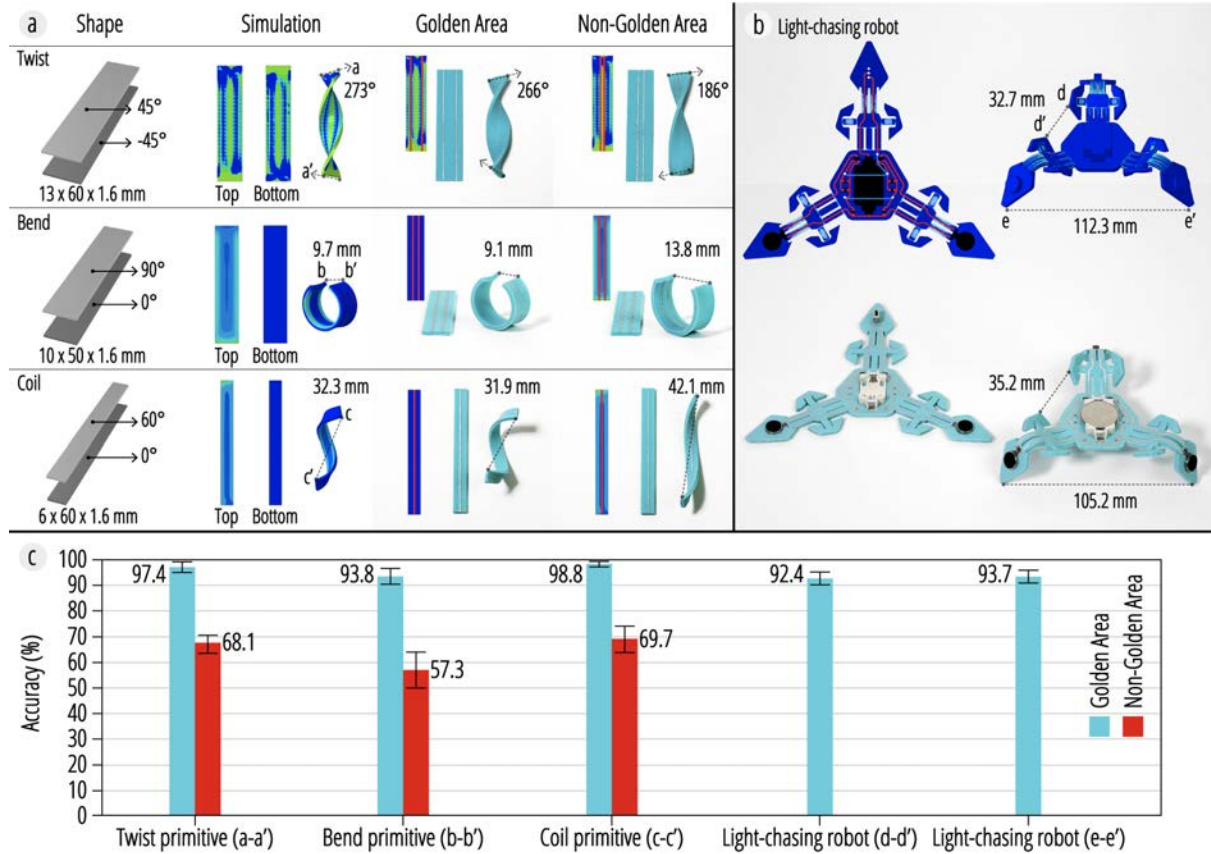 a
Shape
Simulation
Golden Area
Non-Golden Area
Twist
45°
-45°
13 x 60 x 1.6 mm
Top
Bottom
a
273°
a'
266°
186°
Bend
90°
0°
10 x 50 x 1.6 mm
Top
Bottom
9.7 mm
b
b'
9.1 mm
13.8 mm
Coil
60°
0°
6 x 60 x 1.6 mm
Top
Bottom
32.3 mm
c
c'
31.9 mm
42.1 mm
b
Light-chasing robot
32.7 mm
d
d'
e
e'
112.3 mm
35.2 mm
105.2 mm
c
Accuracy (%)
100
90
80
70
60
50
40
30
20
10
0
97.4
68.1
93.8
57.3
98.8
69.7
92.4
93.7
Golden Area
Non-Golden Area
Twist primitive (a-a')
Bend primitive (b-b')
Coil primitive (c-c')
Light-chasing robot (d-d')
Light-chasing robot (e-e')